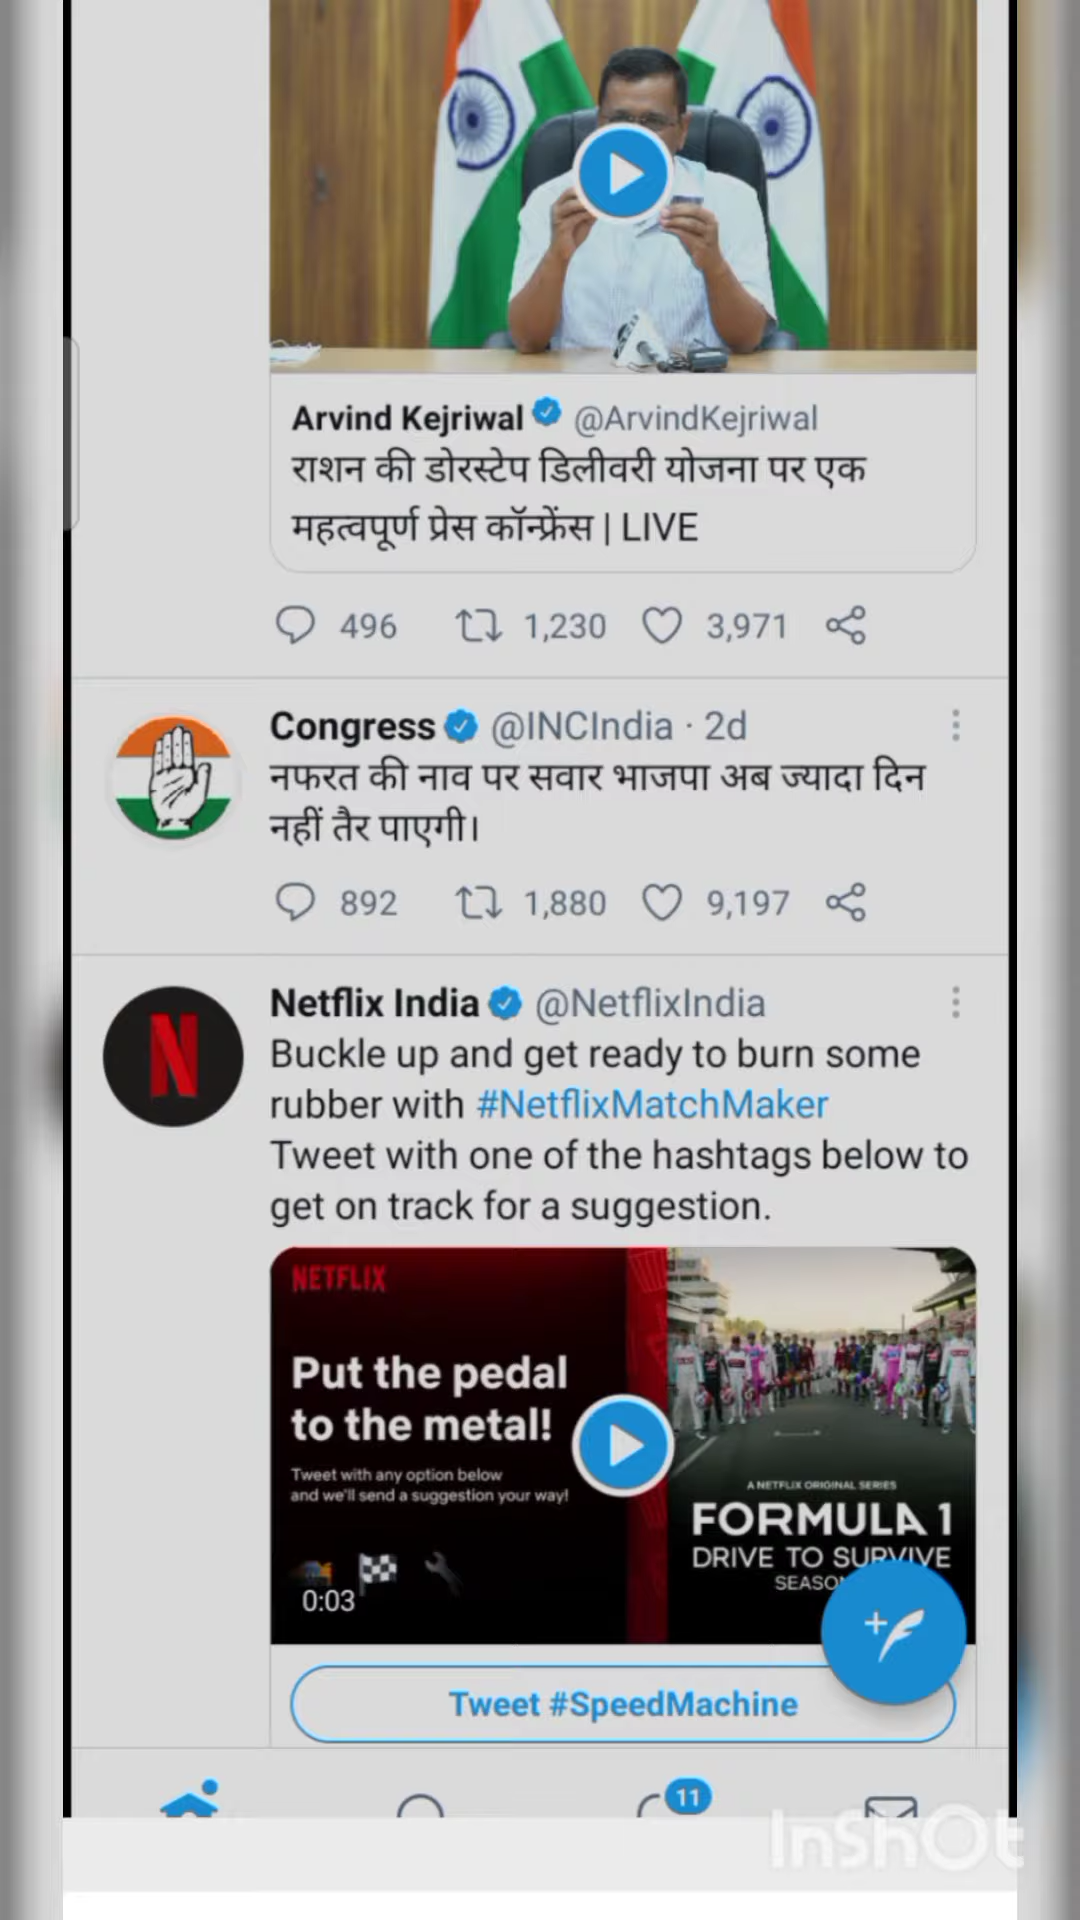 Arvind Kejriwal @ArvindKejriwal
राशन की डोरस्टेप डिलीवरी योजना पर एक
महत्वपूर्ण प्रेस कॉन्फ्रेंस | LIVE
496 1,230 3,971
Congress @INCIndia · 2d
नफरत की नाव पर सवार भाजपा अब ज्यादा दिन
नहीं तैर पाएगी।
892 1,880 9,197
Netflix India @NetflixIndia
Buckle up and get ready to burn some
rubber with #NetflixMatchMaker
Tweet with one of the hashtags below to
get on track for a suggestion.
NETFLIX
Put the pedal
to the metal!
Tweet with any option below
and we'll send a suggestion your way!
0:03
A NETFLIX ORIGINAL SERIES
FORMULA 1
DRIVE TO SURVIVE
Tweet #SpeedMachine
11
InShOt